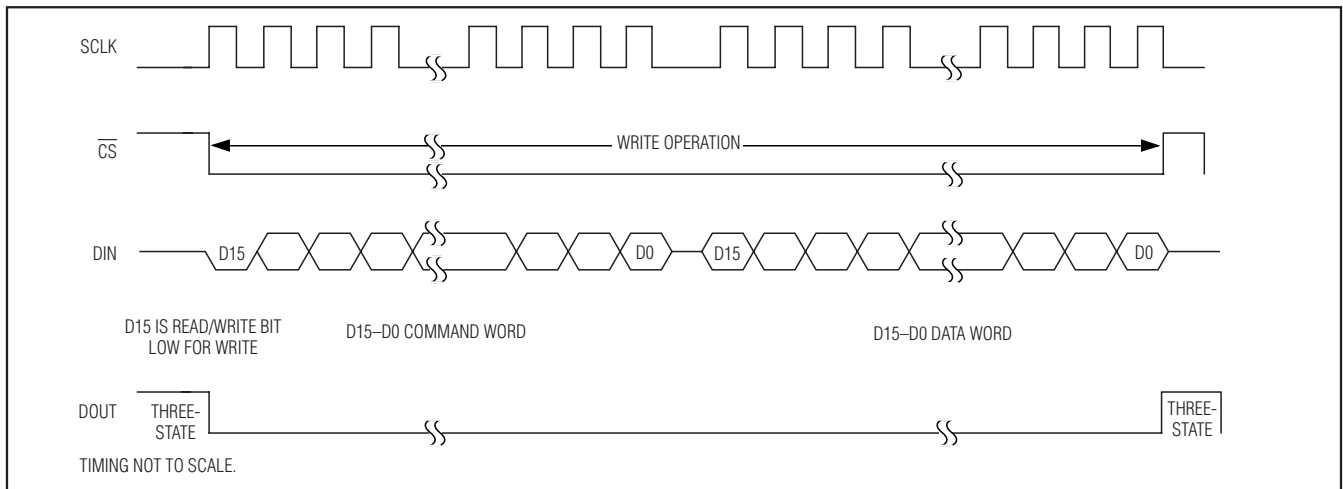 SCLK
CS
WRITE OPERATION
DIN
D15
D0
D15
D0
D15 IS READ/WRITE BIT
LOW FOR WRITE
D15–D0 COMMAND WORD
D15–D0 DATA WORD
DOUT
THREE-
STATE
THREE-
STATE
TIMING NOT TO SCALE.